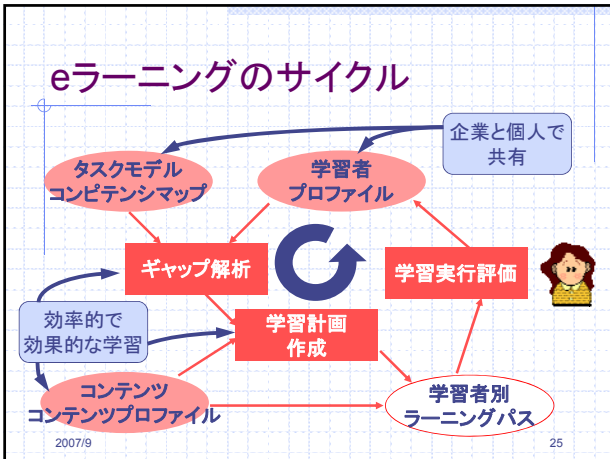 eラーニングのサイクル
企業と個人で
共有
タスクモデル
コンピテンシマップ
学習者
プロファイル
ギャップ解析
学習実行評価
効率的で
効果的な学習
学習計画
作成
コンテンツ
コンテンツプロファイル
学習者別
ラーニングパス
2007/9
25